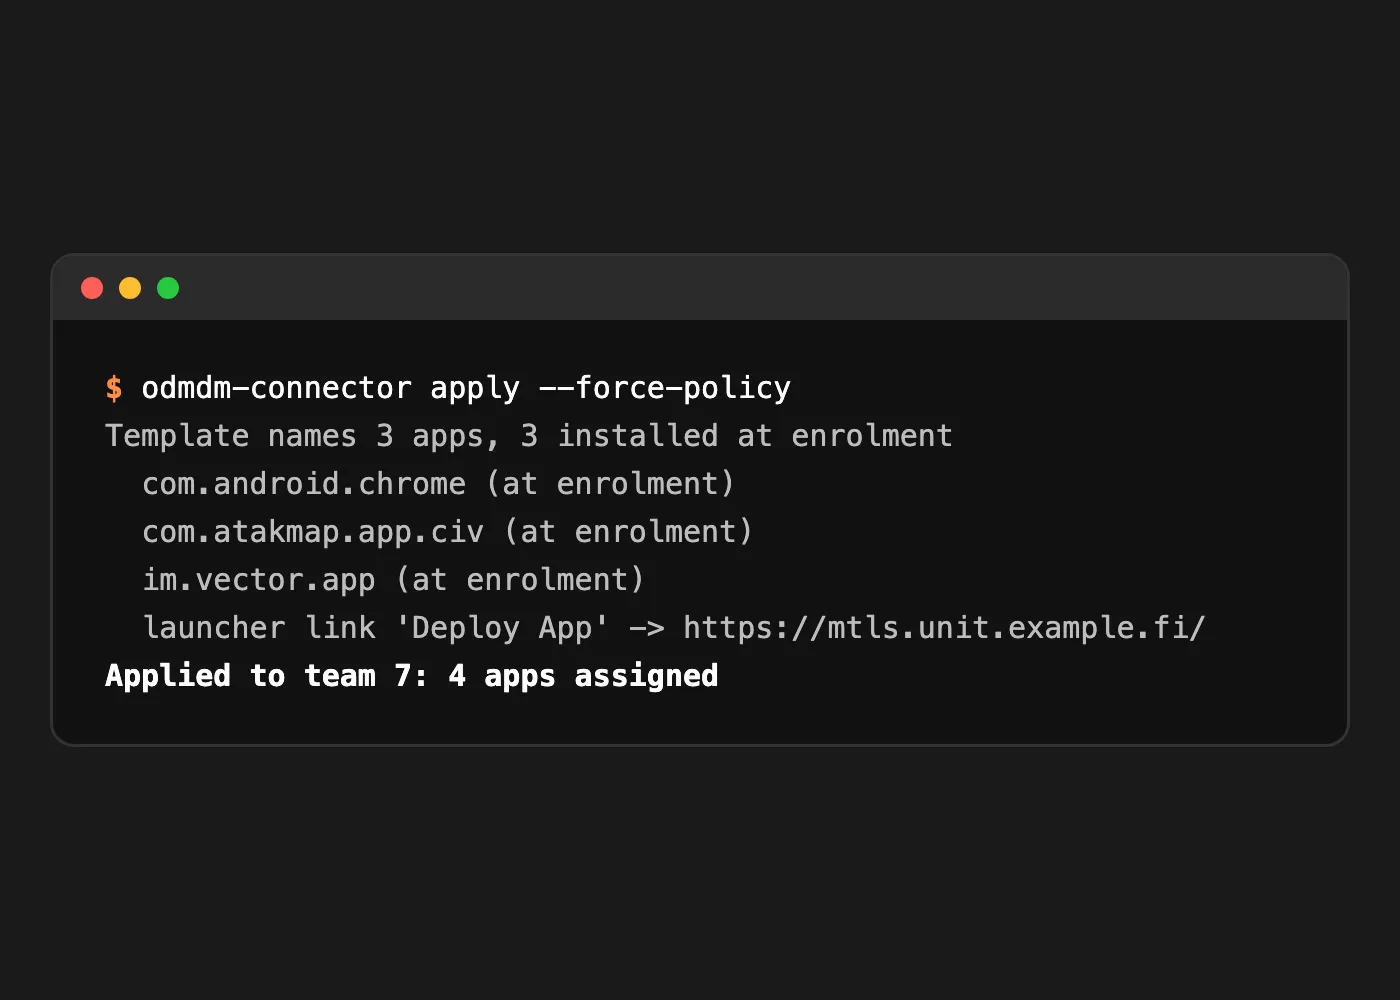 $ odmdm-connector apply --force-policy
Template names 3 apps, 3 installed at enrolment
com.android.chrome (at enrolment)
com.atakmap.app.civ (at enrolment)
im.vector.app (at enrolment)
launcher link 'Deploy App' -> https://mtls.unit.example.fi/
Applied to team 7: 4 apps assigned